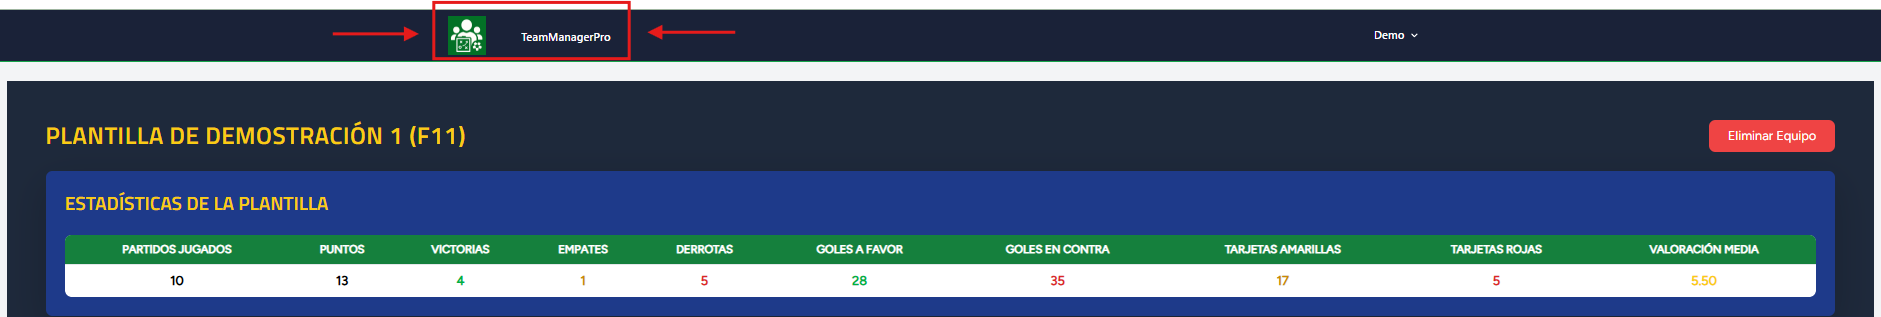 TeamManagerPro
Demo
PLANTILLA DE DEMOSTRACIÓN 1 (F11)
Eliminar Equipo
ESTADÍSTICAS DE LA PLANTILLA
PARTIDOS JUGADOS PUNTOS VICTORIAS EMPATES DERROTAS GOLES A FAVOR GOLES EN CONTRA TARJETAS AMARILLAS TARJETAS ROJAS VALORACIÓN MEDIA
10 13 4 1 5 28 35 17 5 5.50